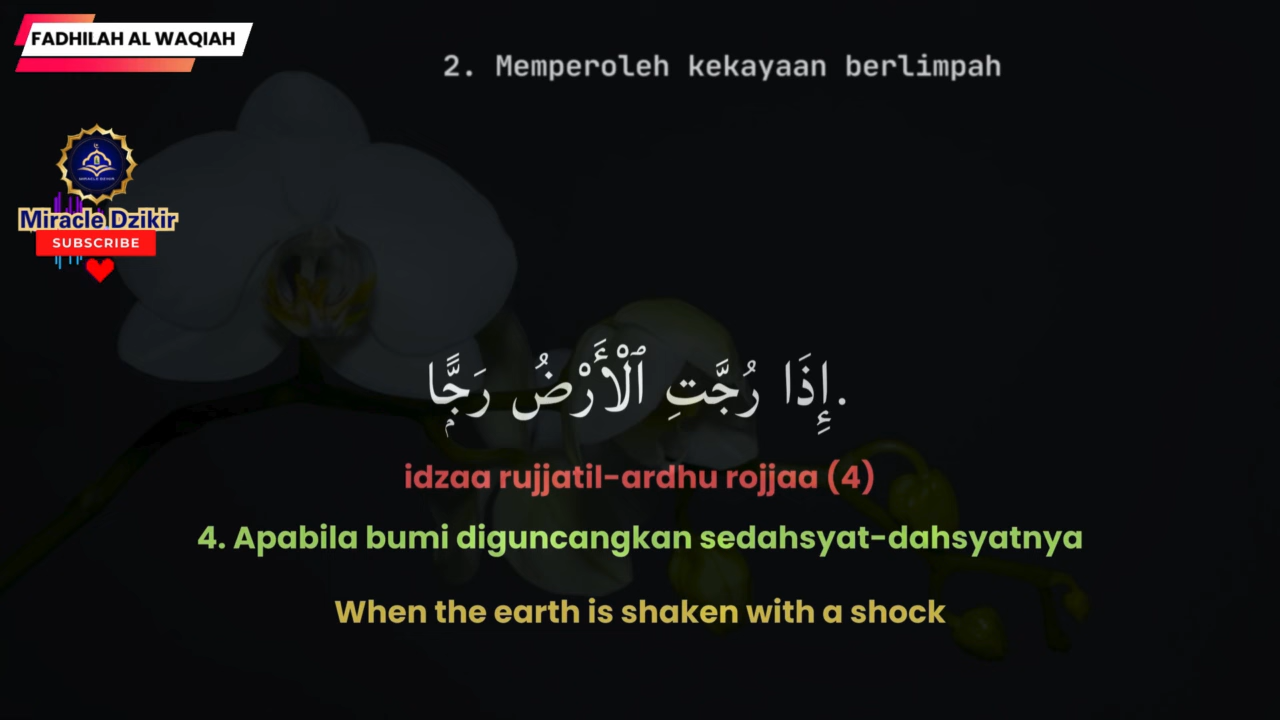 FADHILAH AL WAQIAH
2. Memperoleh kekayaan berlimpah
Miracle Dzikir
SUBSCRIBE
.إِذَا رُجَّتِ ٱلْأَرْضُ رَجًّۭا
idzaa rujjatil-ardhu rojjaa (4)
4. Apabila bumi diguncangkan sedahsyat-dahsyatnya
When the earth is shaken with a shock